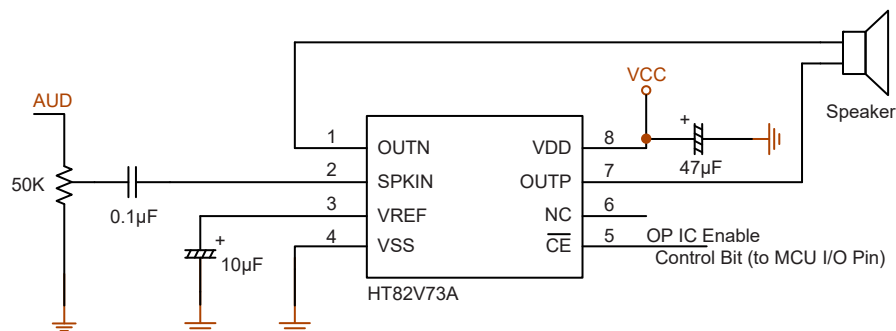 VCC
Speaker
AUD
1 OUTN VDD 8
+
47μF
2 SPKIN OUTP 7
50K
0.1μF
3 VREF NC 6
+
10μF
4 VSS CE 5
OP IC Enable
Control Bit (to MCU I/O Pin)
HT82V73A